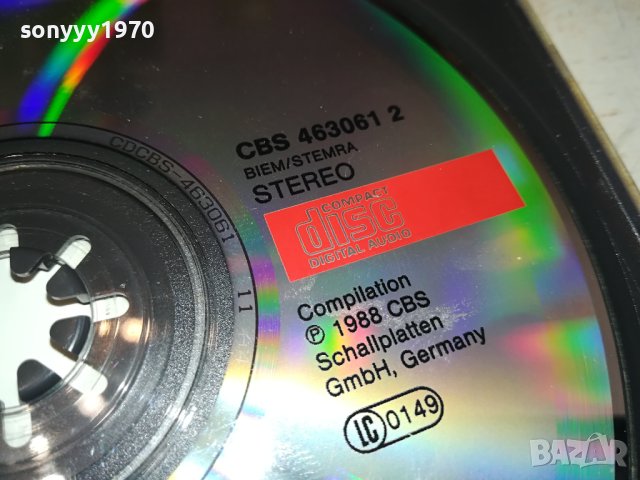 sonyyy1970
CBS 463061 2
BIEM/STEMRA
STEREO
COMPACT
disc
DIGITAL AUDIO
CDCBS-463061 11
Compilation
℗ 1988 CBS
Schallplatten
GmbH, Germany
LC 0149
BAZAR